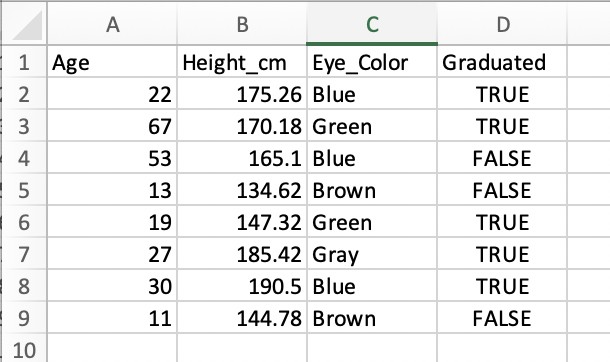 A B C D
1 Age Height_cm Eye_Color Graduated
2 22 175.26 Blue TRUE
3 67 170.18 Green TRUE
4 53 165.1 Blue FALSE
5 13 134.62 Brown FALSE
6 19 147.32 Green TRUE
7 27 185.42 Gray TRUE
8 30 190.5 Blue TRUE
9 11 144.78 Brown FALSE
10